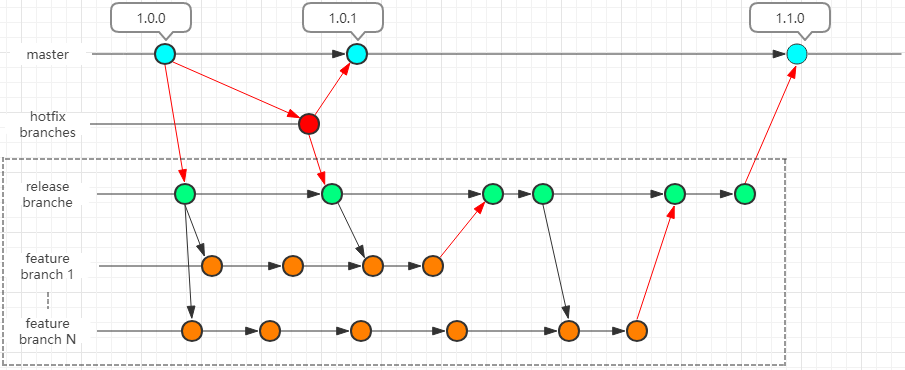 1.0.0
1.0.1
1.1.0
master
hotfix
branches
release
branche
feature
branch 1
feature
branch N